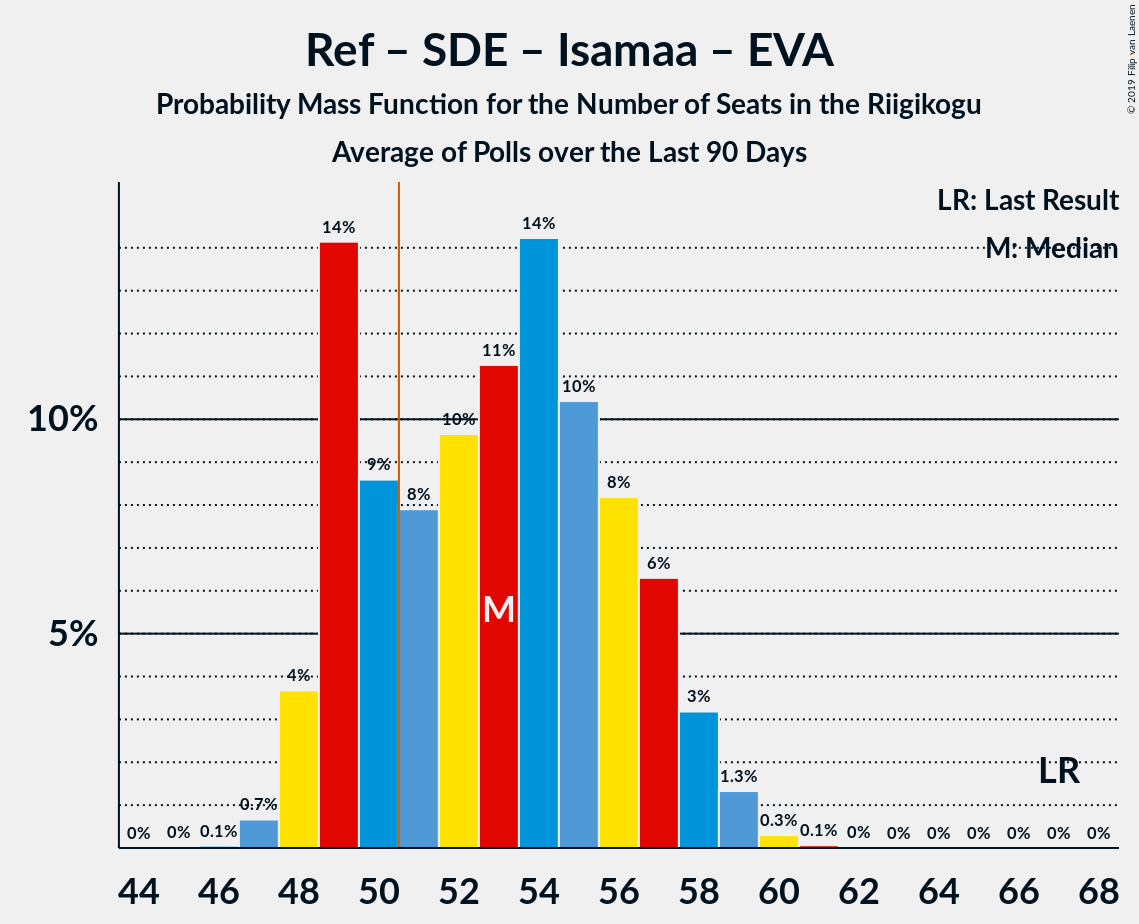 Ref – SDE – Isamaa – EVA
Probability Mass Function for the Number of Seats in the Riigikogu
Average of Polls over the Last 90 Days
© 2019 Filip van Laenen
LR: Last Result
M: Median
14% 14%
11%
10%
10% 10%
9%
8% 8%
6%
M
5%
4%
3%
LR
1.3%
0.7%
0% 0% 0.1% 0.3% 0.1% 0% 0% 0% 0% 0% 0% 0%
44 46 48 50 52 54 56 58 60 62 64 66 68